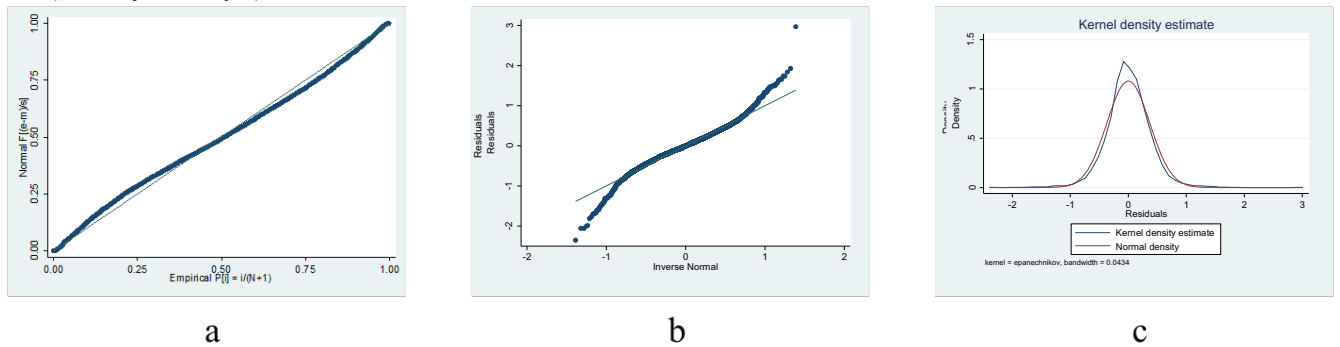 1.00
0.75
0.50
0.25
0.00
Normal F[(e-m)/s]
0.00 0.25 0.50 0.75 1.00
Empirical P[i] = i/(N+1)
a
3
2
1
0
-1
-2
Residuals
Residuals
-2 -1 0 1 2
Inverse Normal
b
Kernel density estimate
1.5
1
.5
0
Density
Density
-2 -1 0 1 2 3
Residuals
Kernel density estimate
Normal density
kernel = epanechnikov, bandwidth = 0.0434
c